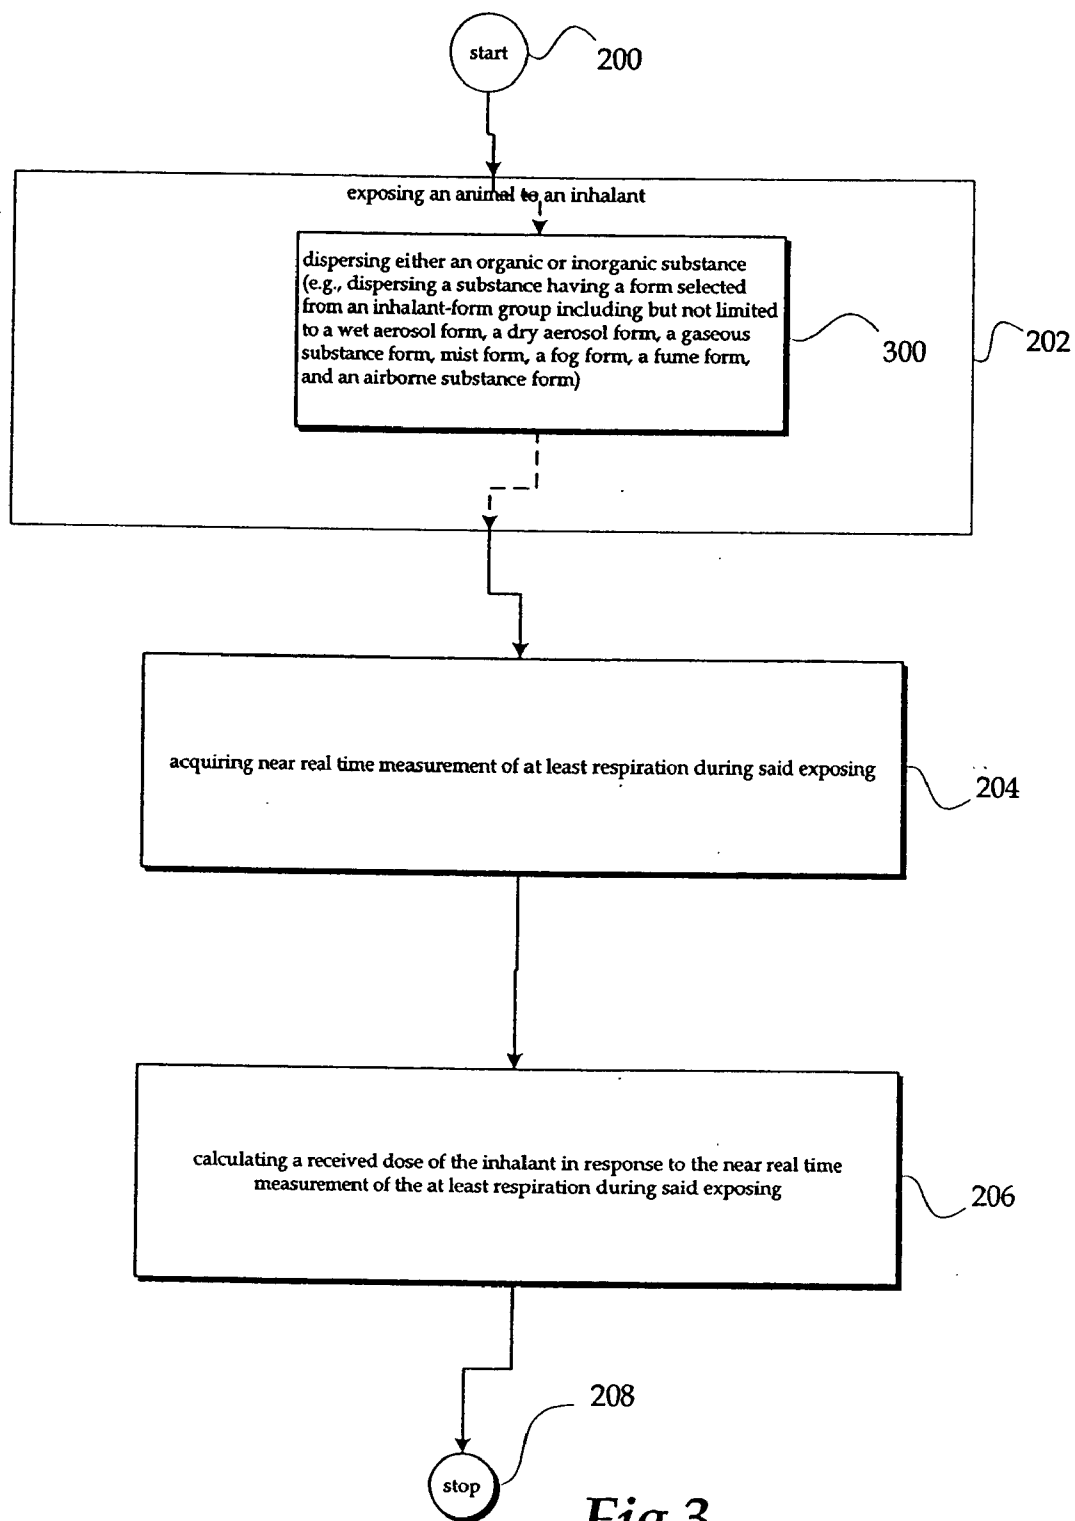 start
200
exposing an animal to an inhalant
dispersing either an organic or inorganic substance
(e.g., dispersing a substance having a form selected
from an inhalant-form group including but not limited
to a wet aerosol form, a dry aerosol form, a gaseous
substance form, mist form, a fog form, a fume form,
and an airborne substance form)
300
202
acquiring near real time measurement of at least respiration during said exposing
204
calculating a received dose of the inhalant in response to the near real time
measurement of the at least respiration during said exposing
206
208
stop
Fig 3